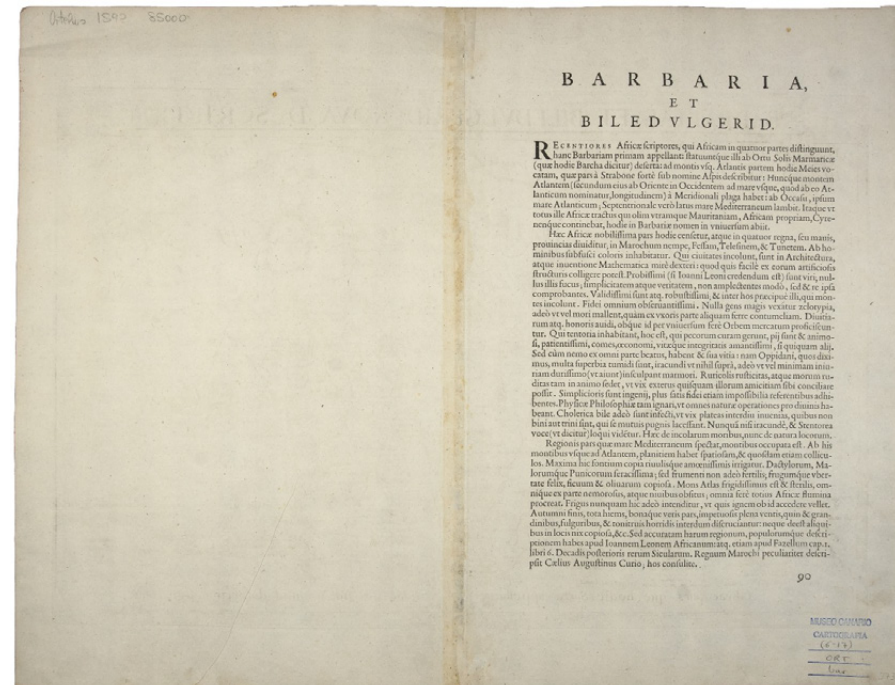 Ortelius 1592 85000
BARBARIA,
ET
BILEDVLGERID.
RECENTIORES Africæ scriptores, qui Africam in quatuor partes distinguunt,
hanc Barbariam primam appellant: statuuntque illi ab Ortu Solis Marmaricæ
(quæ hodie Barcha dicitur) deserta: ad montis vsq. Atlantis partem hodie Meies vo-
catam, quæ pars à Strabone fortè sub nomine Aspis describitur: Huncque montem
Atlantem (secundum eius ab Oriente in Occidentem ad mare vsque, quod ab eo At-
lanticum nominatur, longitudinem) à Meridionali plaga habet: ab Occasu, ipsum
mare Atlanticum; Septentrionale verò latus mare Mediterraneum lambit. Itaque vt
totus ille Africæ tractus qui olim vtramque Mauritaniam, Africam propriam, Cyre-
nenque continebat, hodie in Barbariæ nomen in vniuersum abiit.
Hæc Africæ nobilissima pars hodie censetur, atque in quatuor regna, seu mauis,
prouincias diuiditur, in Marochum nempe, Fessam, Telesinem, & Tunetem. Ab ho-
minibus subfusci coloris inhabitatur. Qui ciuitates incolunt, sunt in Architectura,
atque inuentione Mathematica mirè dexteri: quod quis facilè ex eorum artificiosis
structuris colligere potest. Probissimi (si Ioanni Leoni credendum est) sunt viri, nul-
lus illis fucus; simplicitatem atque veritatem, non amplectentes modò, sed & re ipsa
comprobantes. Validissimi sunt atq. robustissimi, & inter hos præcipuè illi, qui mon-
tes incolunt. Fidei omnium obseruantissimi. Nulla gens magis vexatur zelotypia,
adeò vt vel mori mallent, quàm ex vxoris parte aliquam ferre contumeliam. Diuitia-
rum atq. honoris auidi, obque id per vniuersum ferè Orbem mercatum proficiscun-
tur. Qui tentoria inhabitant, hoc est, qui pecorum curam gerunt, pij sunt & animo-
si, patientissimi, comes, œconomi, vitæque integritatis amantissimi, si quiquam alij.
Sed cùm nemo ex omni parte beatus, habent & sua vitia: nam Oppidani, quos dixi-
mus, multa superbia tumidi sunt, iracundi vt nihil suprà, adeò vt vel minimam iniu-
riam durissimo (vt aiunt) insculpant marmori. Ruricolis rusticitas, atque morum ru-
ditas tam in animo sedet, vt vix exterus quisquam illorum amicitiam sibi conciliare
possit. Simplicioris sunt ingenij, plus satis fidei etiam impossibilia referentibus adhi-
bentes. Physicæ Philosophiæ tam ignari, vt omnes naturæ operationes pro diuina ha-
beant. Cholerica bile adeò sunt infecti, vt vix plateas interdiu inuenias, quibus non
bini aut trini sint, qui se mutuis pugnis lacessant. Nunquã nisi iracundè, & Stentorea
voce (vt dicitur) loqui vidētur. Hæc de incolarum moribus, nunc de natura locorum.
Regionis pars quæ mare Mediterraneum spectat, montibus occupata est. Ab his
montibus vsque ad Atlantem, planitiem habet spatiosam, & quosdam etiam collicu-
los. Maxima hîc fontium copia riuulisque amœnissimis irrigatur. Dactylorum, Ma-
lorumque Punicorum feracissima; sed frumenti non adeò fertilis; frugumque vber-
tate felix, ficuum & oliuarum copiosa. Mons Atlas frigidissimus est & sterilis, om-
nique ex parte nemorosus, atque niuibus obsitus; omnia ferè totius Africæ flumina
procreat. Frigus nunquam hîc adeò intenditur, vt quis ignem ob id accedere vellet.
Autumni finis, tota hiems, bonaque veris pars, impetuosis plena ventis, quin & gran-
dinibus, fulguribus, & tonitruis horridis interdum discruciantur: neque deest aliqui-
bus in locis nix copiosa, &c. Sed accuratam harum regionum, populorumque descri-
ptionem habes apud Ioannem Leonem Africanum: atq. etiam apud Fazellum cap. 1.
libri 6. Decadis posterioris rerum Sicularum. Regnum Marochi peculiariter descri-
psit Cælius Augustinus Curio, hos consulite.
90
MUSEO CANARIO
CARTOGRAFIA
(6-17)
ORT